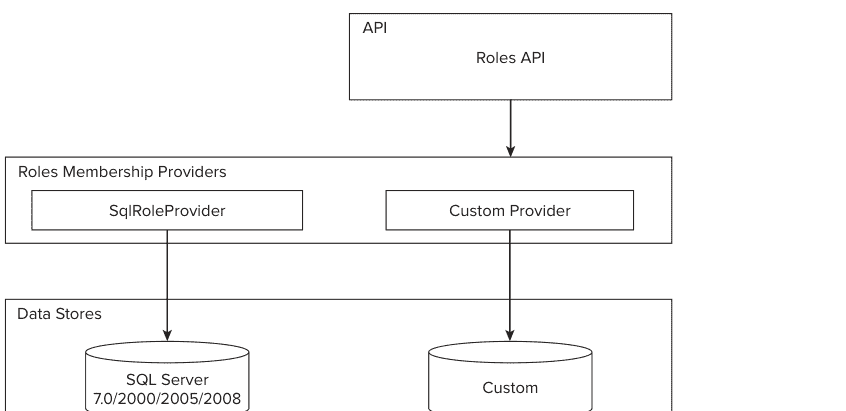 API
Roles API
Roles Membership Providers
SqlRoleProvider
Custom Provider
Data Stores
SQL Server
7.0/2000/2005/2008
Custom